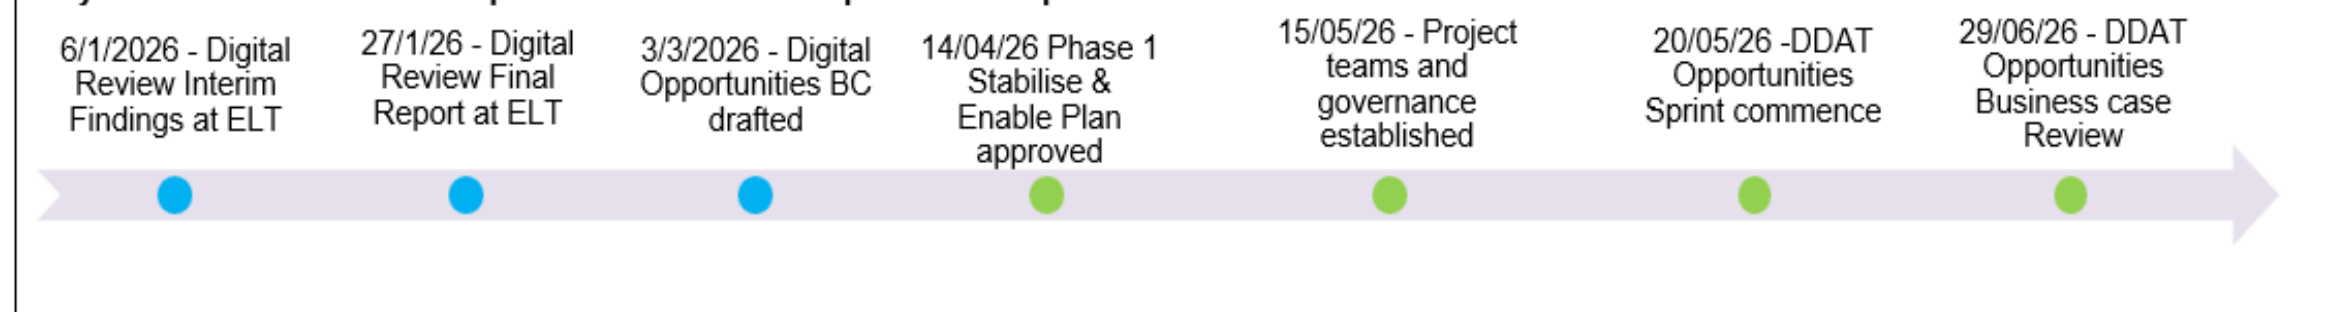 6/1/2026 - Digital
Review Interim
Findings at ELT
27/1/26 - Digital
Review Final
Report at ELT
3/3/2026 - Digital
Opportunities BC
drafted
14/04/26 Phase 1
Stabilise &
Enable Plan
approved
15/05/26 - Project
teams and
governance
established
20/05/26 -DDAT
Opportunities
Sprint commence
29/06/26 - DDAT
Opportunities
Business case
Review